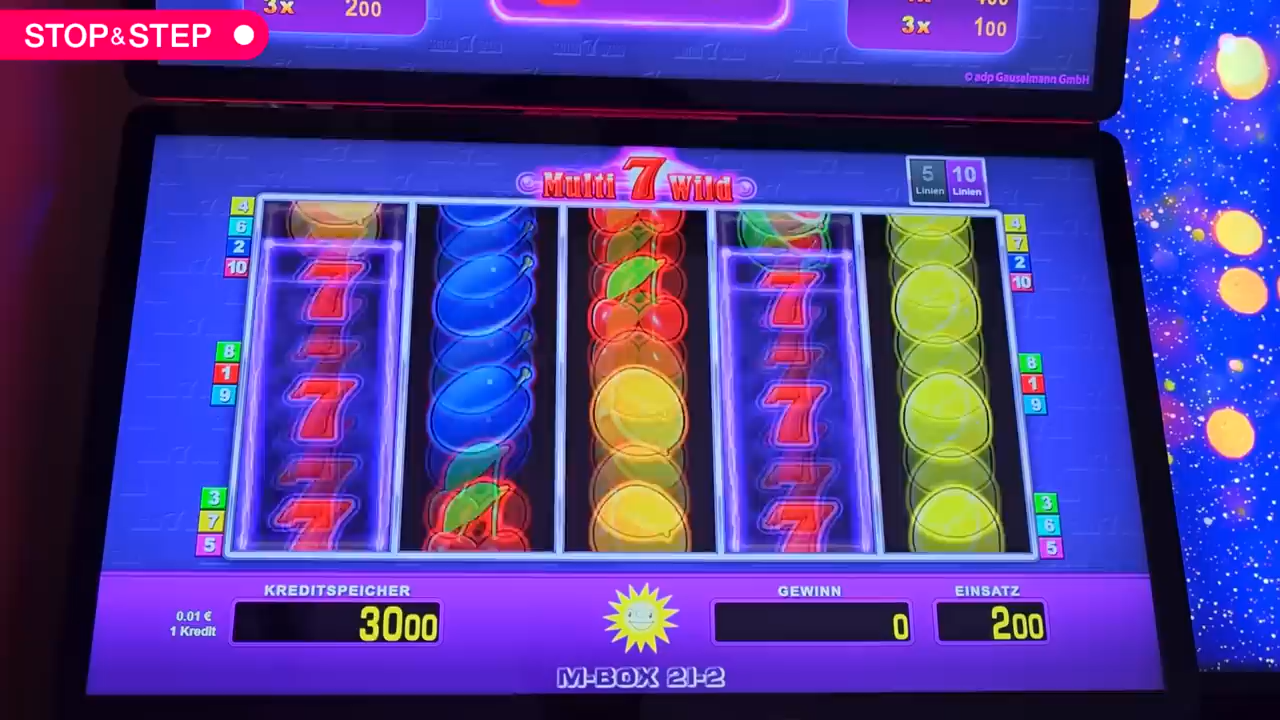 STOP&STEP
3x 200
400
3x 100
© adp Gauselmann GmbH
Multi 7 Wild
5 Linien 10 Linien
4 4
6 7
2 2
10 10
8 8
1 1
9 9
3 3
7 6
5 5
KREDITSPEICHER GEWINN EINSATZ
0.01 €
1 Kredit
3000 0 200
M-BOX 21-2